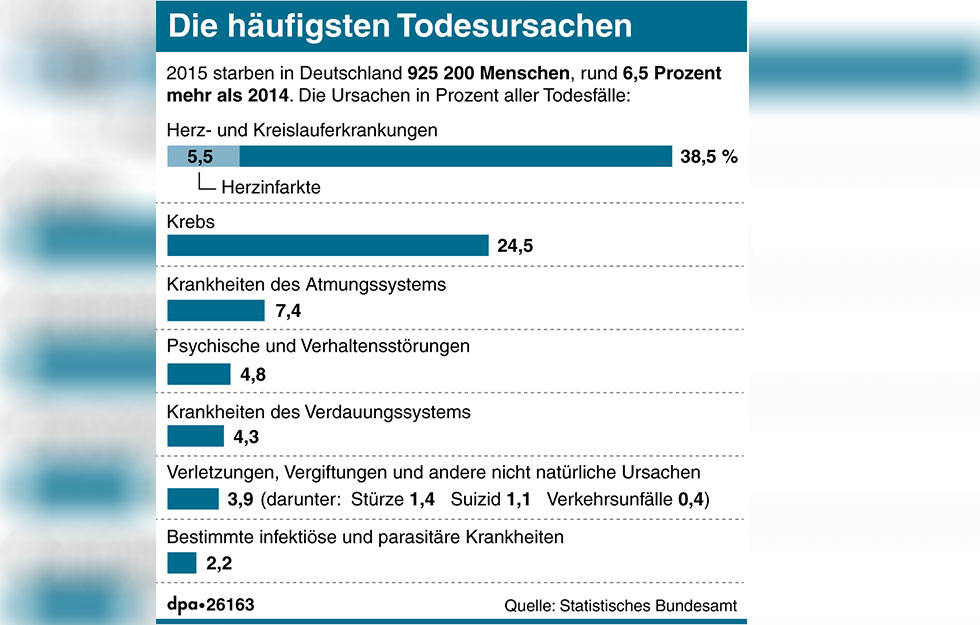 Die häufigsten Todesursachen
2015 starben in Deutschland 925 200 Menschen, rund 6,5 Prozent
mehr als 2014. Die Ursachen in Prozent aller Todesfälle:
Herz- und Kreislauferkrankungen
5,5 38,5 %
Herzinfarkte
Krebs
24,5
Krankheiten des Atmungssystems
7,4
Psychische und Verhaltensstörungen
4,8
Krankheiten des Verdauungssystems
4,3
Verletzungen, Vergiftungen und andere nicht natürliche Ursachen
3,9 (darunter: Stürze 1,4 Suizid 1,1 Verkehrsunfälle 0,4)
Bestimmte infektiöse und parasitäre Krankheiten
2,2
dpa•26163 Quelle: Statistisches Bundesamt